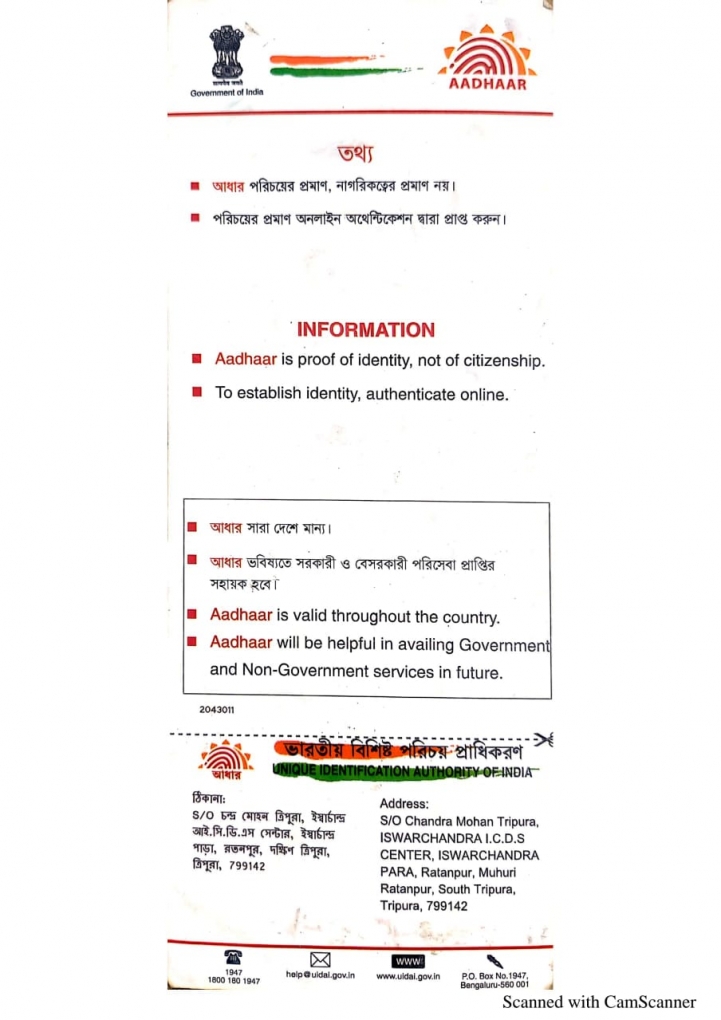 Government of India
AADHAAR
তথ্য
আধার পরিচয়ের প্রমাণ, নাগরিকত্বের প্রমাণ নয়।
পরিচয়ের প্রমাণ অনলাইন অথেন্টিকেশন দ্বারা প্রাপ্ত করুন।
INFORMATION
Aadhaar is proof of identity, not of citizenship.
To establish identity, authenticate online.
আধার সারা দেশে মান্য।
আধার ভবিষ্যতে সরকারী ও বেসরকারী পরিসেবা প্রাপ্তির
সহায়ক হবে।
Aadhaar is valid throughout the country.
Aadhaar will be helpful in availing Government
and Non-Government services in future.
2043011
ভারতীয় বিশিষ্ট পরিচয় প্রাধিকরণ
UNIQUE IDENTIFICATION AUTHORITY OF INDIA
আধার
ঠিকানা:
S/O চন্দ্র মোহন ত্রিপুরা, ইশ্বার্চান্দ্র
আই.সি.ডি.এস সেন্টার, ইশ্বার্চান্দ্র
পাড়া, রতনপুর, দক্ষিণ ত্রিপুরা,
ত্রিপুরা, 799142
Address:
S/O Chandra Mohan Tripura,
ISWARCHANDRA I.C.D.S
CENTER, ISWARCHANDRA
PARA, Ratanpur, Muhuri
Ratanpur, South Tripura,
Tripura, 799142
1947
1800 180 1947
help@uidai.gov.in
WWW
www.uidai.gov.in
P.O. Box No.1947,
Bengaluru-560 001
Scanned with CamScanner